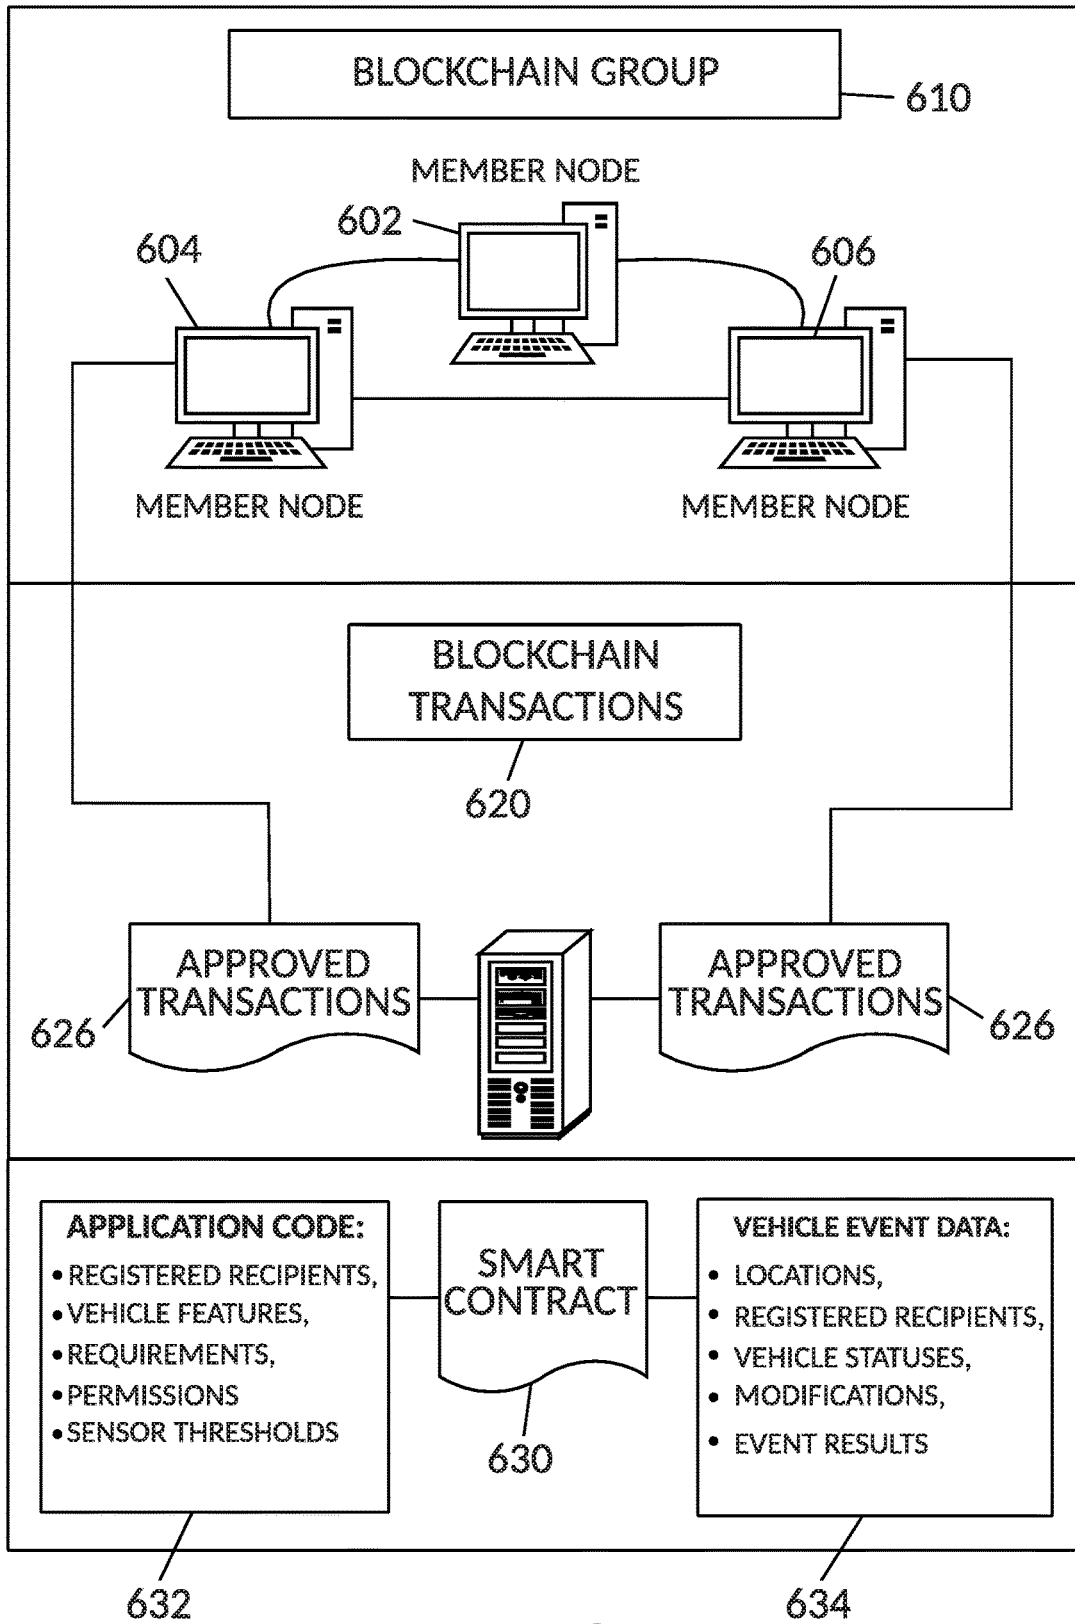 BLOCKCHAIN GROUP
610
MEMBER NODE
602
604
606
MEMBER NODE
MEMBER NODE
BLOCKCHAIN
TRANSACTIONS
620
APPROVED
TRANSACTIONS
626
APPROVED
TRANSACTIONS
626
APPLICATION CODE:
• REGISTERED RECIPIENTS,
• VEHICLE FEATURES,
• REQUIREMENTS,
• PERMISSIONS
• SENSOR THRESHOLDS
SMART
CONTRACT
630
VEHICLE EVENT DATA:
• LOCATIONS,
• REGISTERED RECIPIENTS,
• VEHICLE STATUSES,
• MODIFICATIONS,
• EVENT RESULTS
632
634